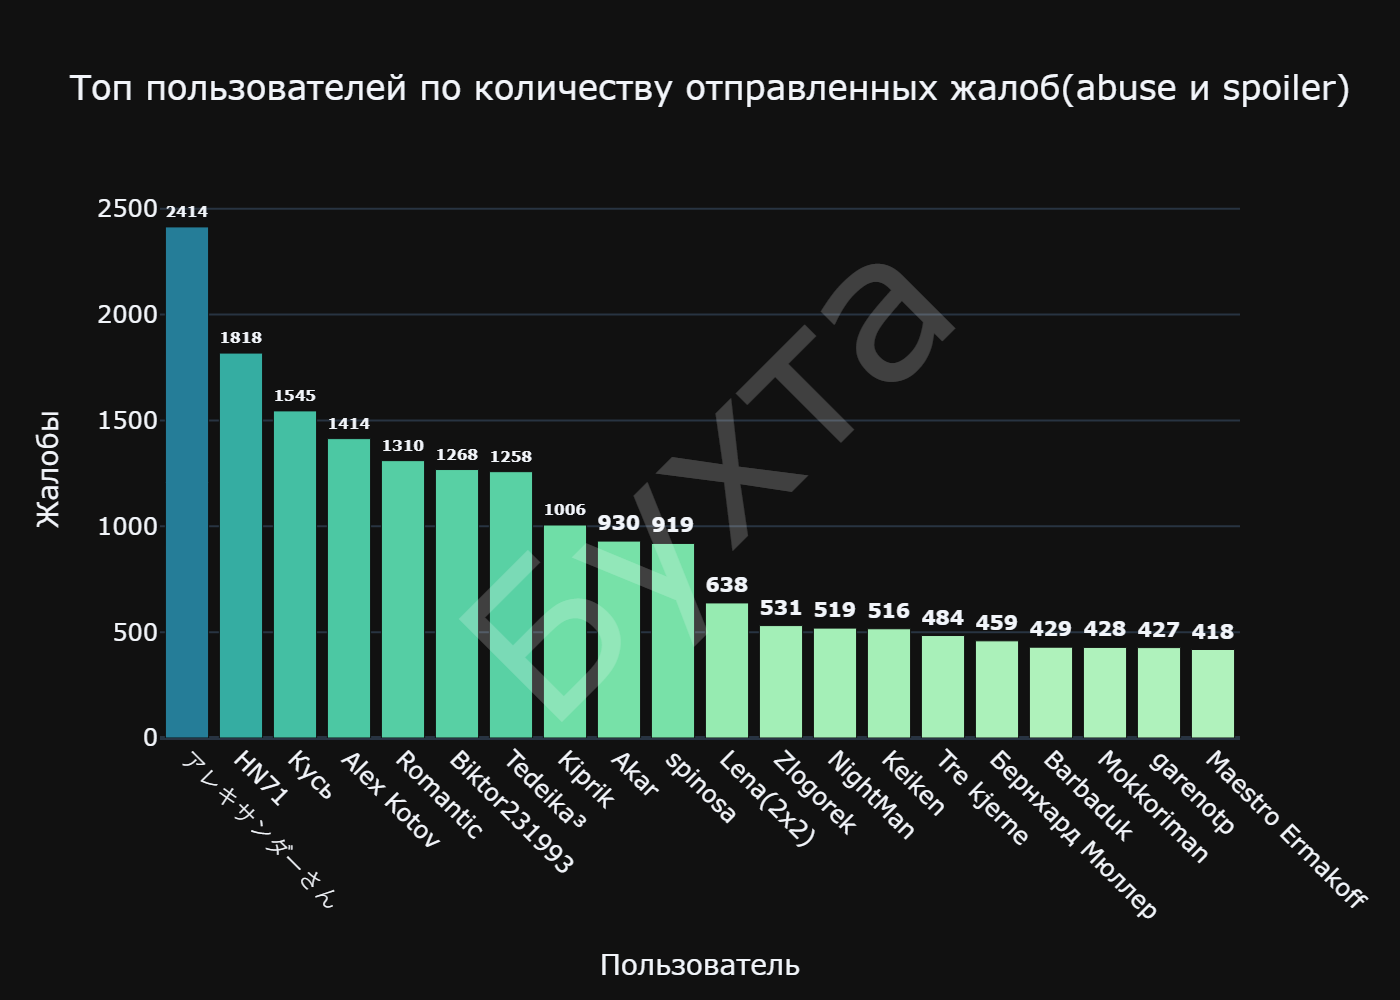 Топ пользователей по количеству отправленных жалоб(abuse и spoiler)
Жалобы
2500
2000
1500
1000
500
0
2414
1818
1545
1414
1310
1268
1258
1006
930
919
638
531
519
516
484
459
429
428
427
418
Бухта
アレキサンダーさん
HN71
Кусь
Alex Kotov
Romantic
Biktor231993
Tedeika³
Kiprik
Akar
spinosa
Lena(2x2)
Zlogorek
NightMan
Keiken
Tre kjerne
Бернхард Мюллер
Barbaduk
Mokkoriman
garenotp
Maestro Ermakoff
Пользователь